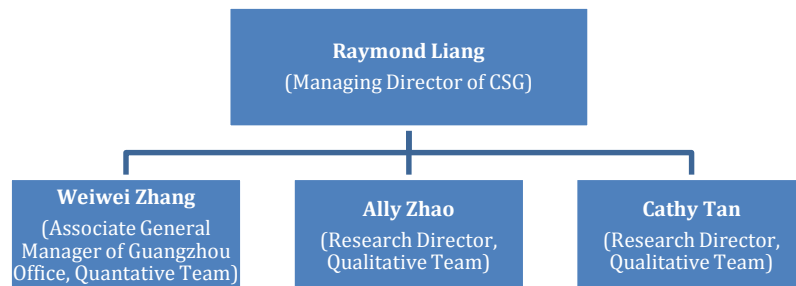 Raymond Liang
(Managing Director of CSG)
Weiwei Zhang
(Associate General
Manager of Guangzhou
Office, Quantative Team)
Ally Zhao
(Research Director,
Qualitative Team)
Cathy Tan
(Research Director,
Qualitative Team)